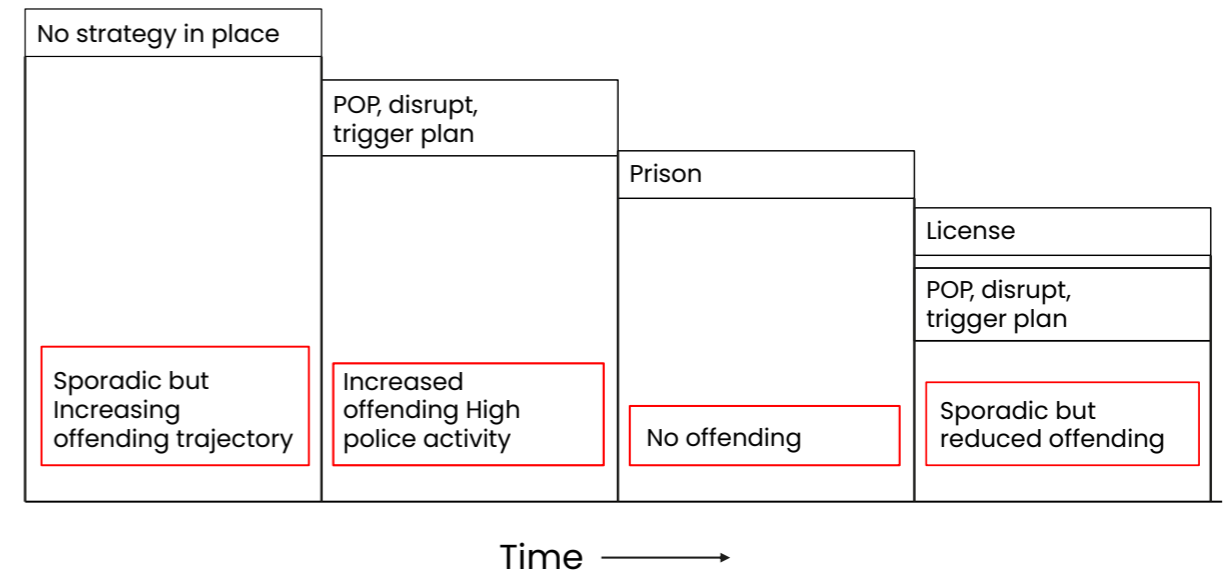 No strategy in place
Sporadic but
Increasing
offending trajectory
POP, disrupt,
trigger plan
Increased
offending High
police activity
Prison
No offending
License
POP, disrupt,
trigger plan
Sporadic but
reduced offending
Time